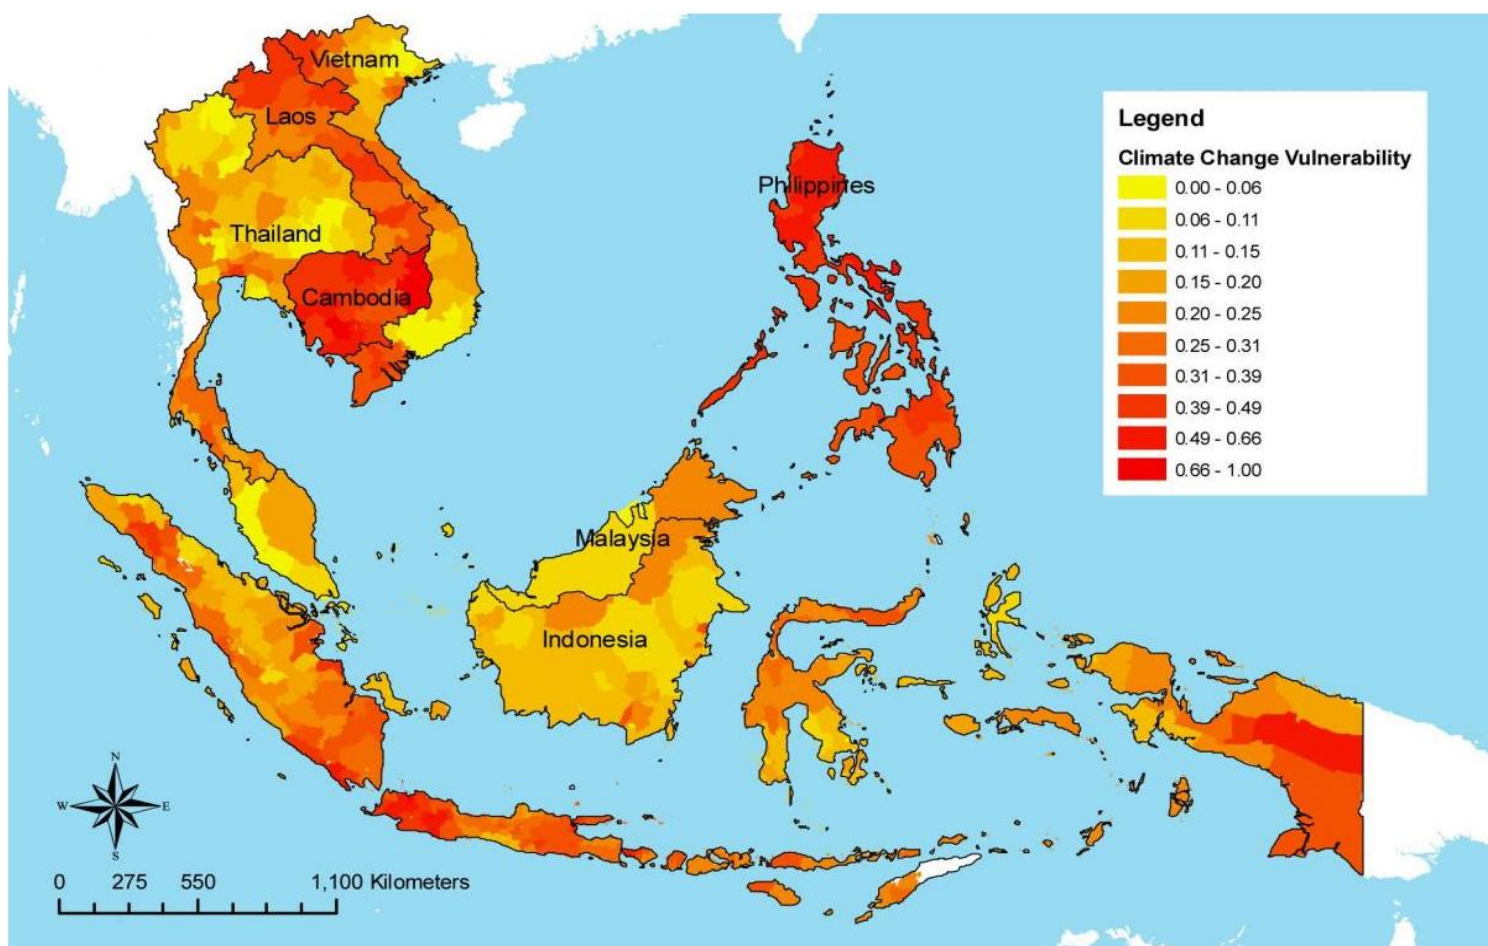 Vietnam
Laos
Thailand
Cambodia
Philippines
Malaysia
Indonesia
Legend
Climate Change Vulnerability
0.00 - 0.06
0.06 - 0.11
0.11 - 0.15
0.15 - 0.20
0.20 - 0.25
0.25 - 0.31
0.31 - 0.39
0.39 - 0.49
0.49 - 0.66
0.66 - 1.00
N
W E
S
0 275 550 1,100 Kilometers